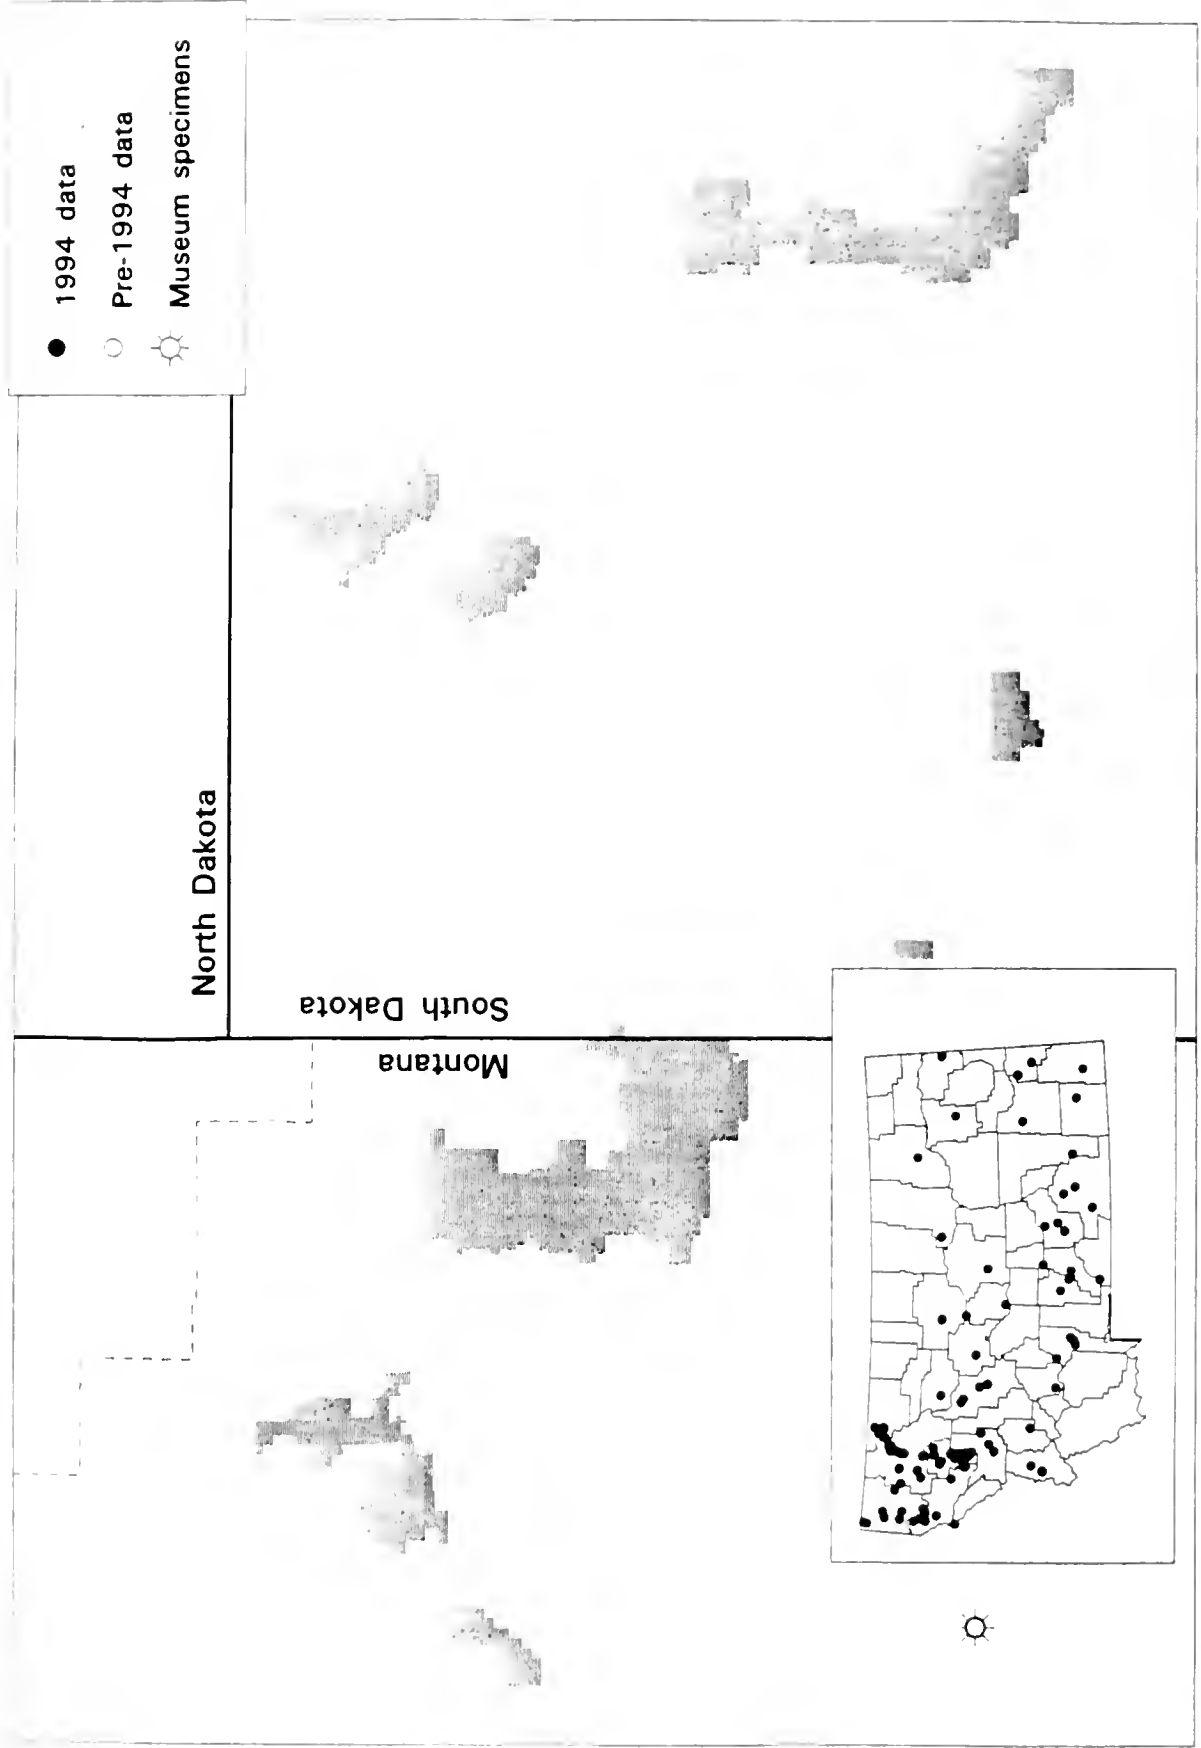 1994 data
Pre-1994 data
Museum specimens
North Dakota
South Dakota
Montana